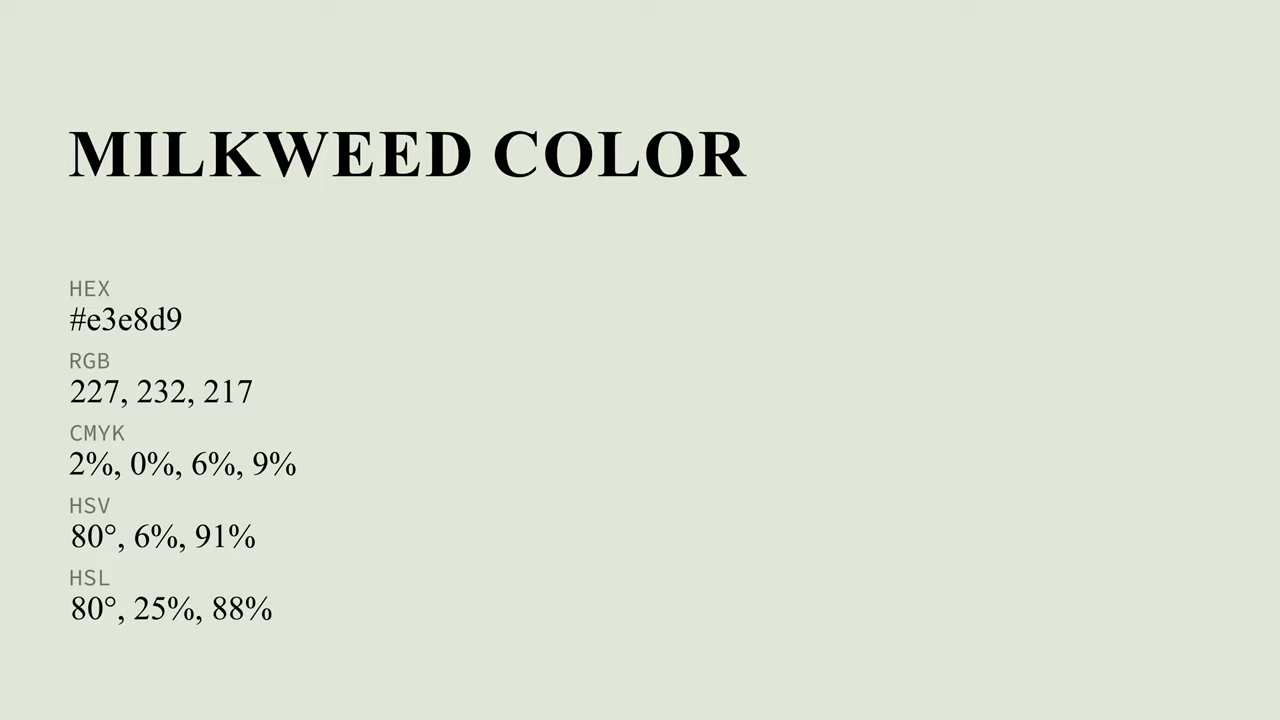 MILKWEED COLOR
HEX
#e3e8d9
RGB
227, 232, 217
CMYK
2%, 0%, 6%, 9%
HSV
80°, 6%, 91%
HSL
80°, 25%, 88%